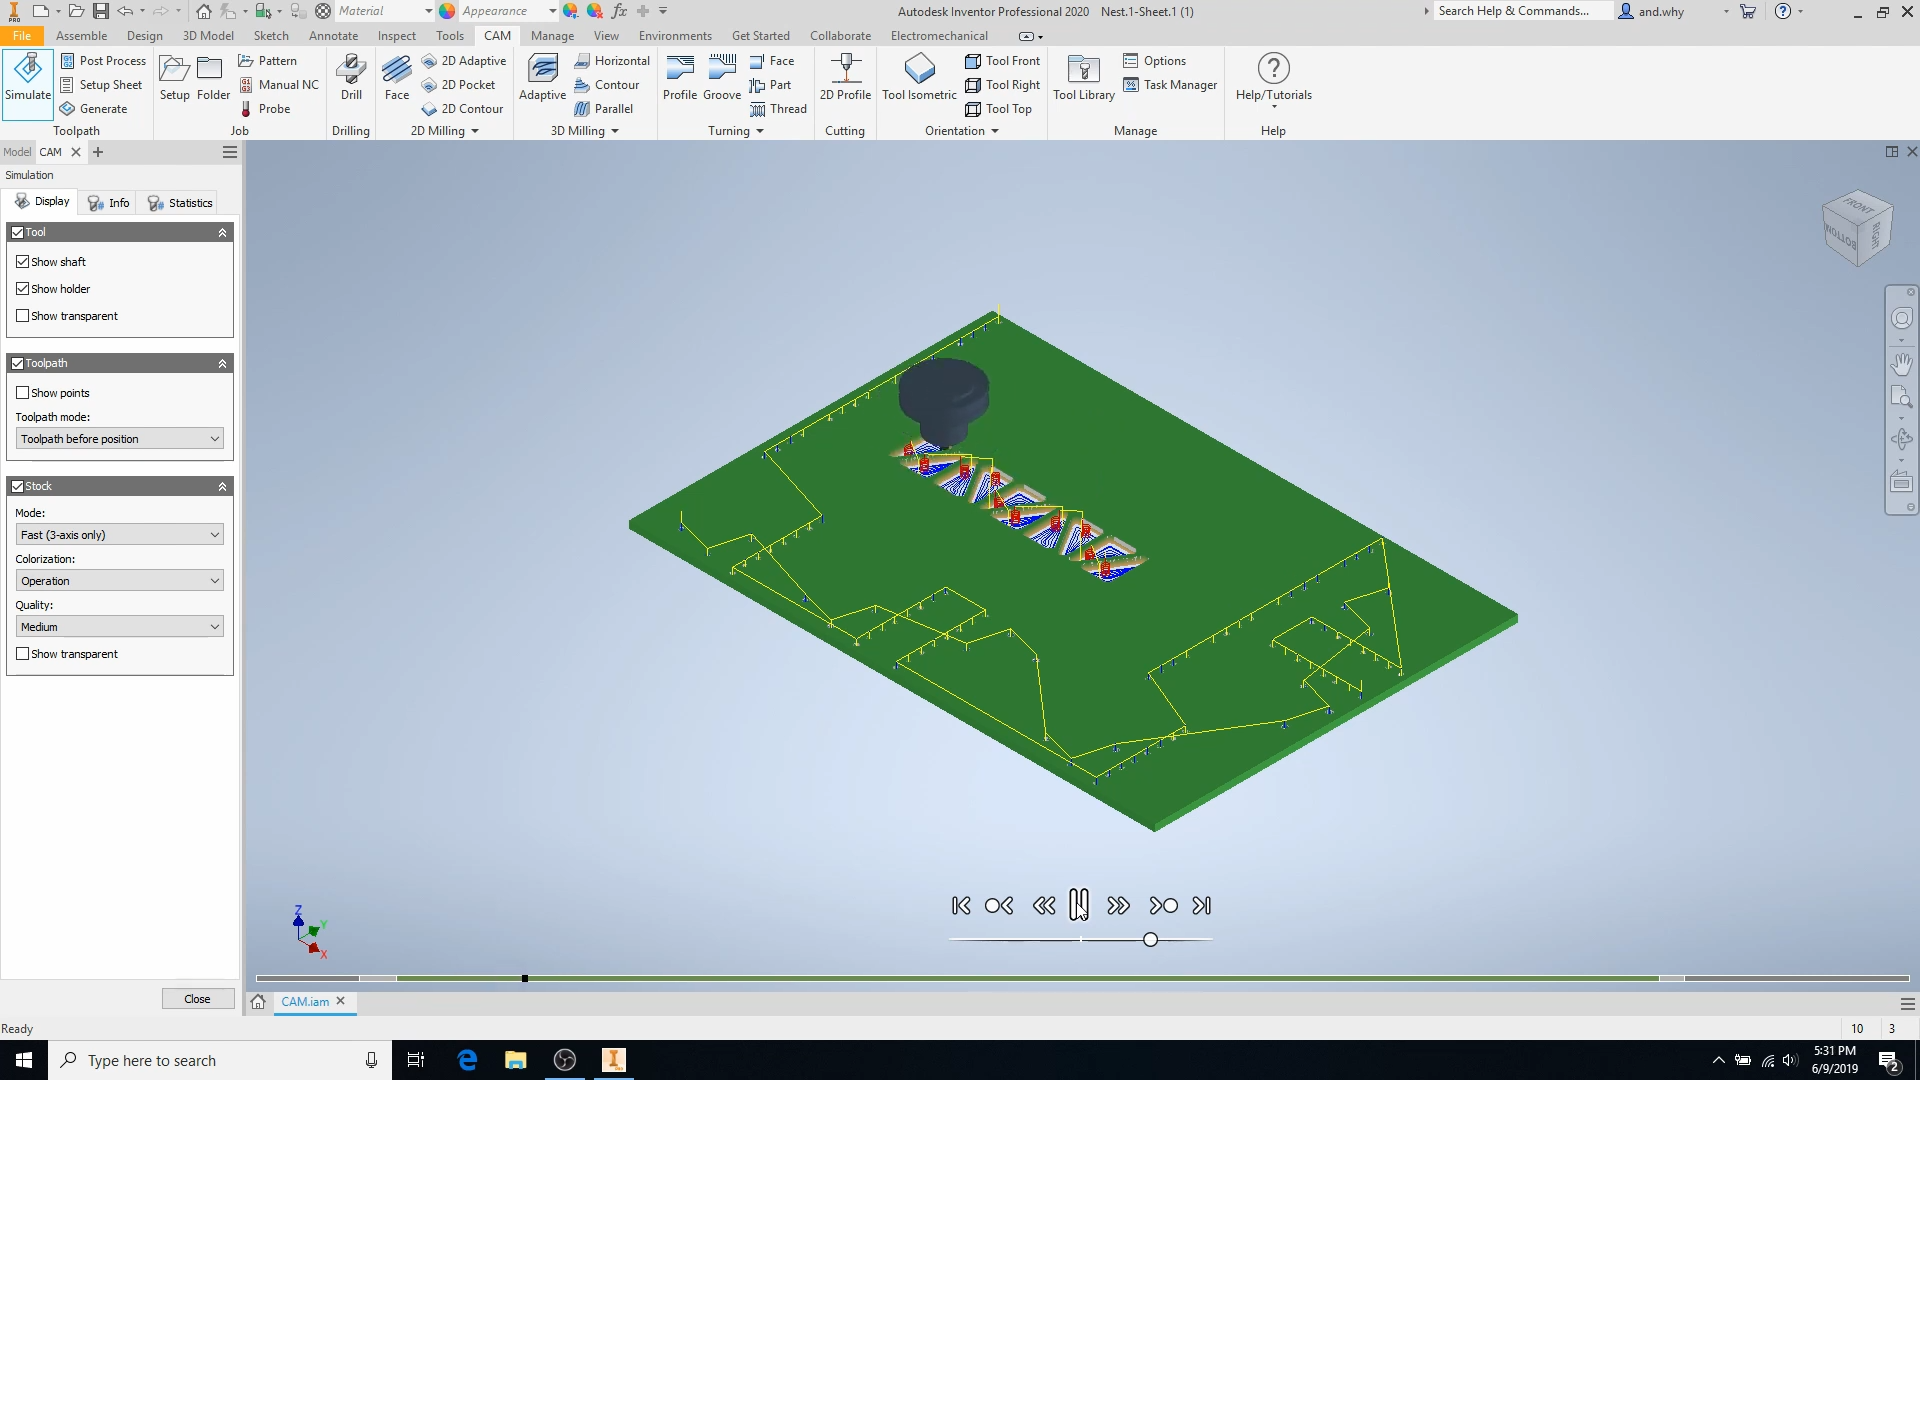 PRO
Material
Appearance
fx
Autodesk Inventor Professional 2020 Nest.1-Sheet.1 (1)
Search Help & Commands...
and.why
File Assemble Design 3D Model Sketch Annotate Inspect Tools CAM Manage View Environments Get Started Collaborate Electromechanical
Simulate
Post Process
Setup Sheet
Generate
Toolpath
Setup
Folder
Pattern
Manual NC
Probe
Job
Drill
Drilling
Face
2D Adaptive
2D Pocket
2D Contour
2D Milling
Adaptive
Horizontal
Contour
Parallel
3D Milling
Profile
Groove
Face
Part
Thread
Turning
2D Profile
Cutting
Tool Isometric
Tool Front
Tool Right
Tool Top
Orientation
Tool Library
Options
Task Manager
Manage
Help/Tutorials
Help
Model CAM
Simulation
Display Info Statistics
Tool
Show shaft
Show holder
Show transparent
Toolpath
Show points
Toolpath mode:
Toolpath before position
Stock
Mode:
Fast (3-axis only)
Colorization:
Operation
Quality:
Medium
Show transparent
Close
FRONT
BOTTOM
RIGHT
Z
Y
X
CAM.iam
Ready
10 3
Type here to search
5:31 PM
6/9/2019
2